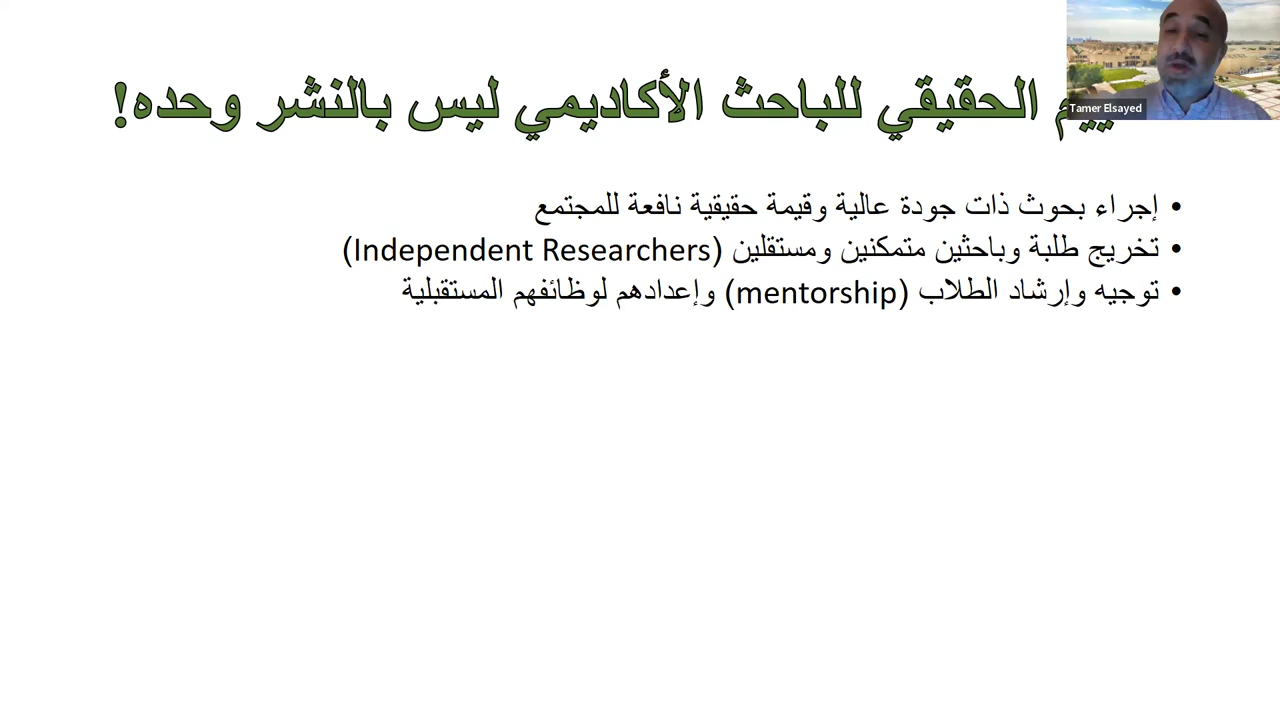 الحقيقي للباحث الأكاديمي ليس بالنشر وحده!
Tamer Elsayed
• إجراء بحوث ذات جودة عالية وقيمة حقيقية نافعة للمجتمع
• تخريج طلبة وباحثين متمكنين ومستقلين (Independent Researchers)
• توجيه وإرشاد الطلاب (mentorship) وإعدادهم لوظائفهم المستقبلية